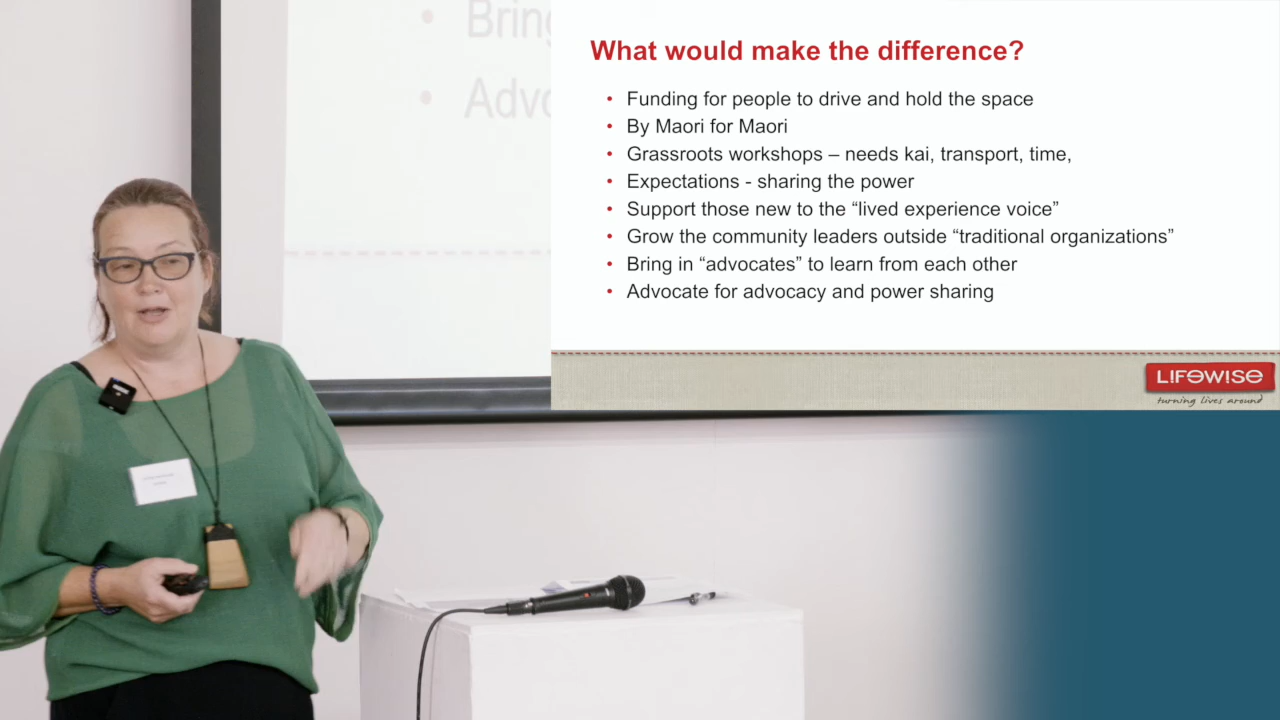 Bring
Advo
What would make the difference?
• Funding for people to drive and hold the space
• By Maori for Maori
• Grassroots workshops – needs kai, transport, time,
• Expectations - sharing the power
• Support those new to the “lived experience voice”
• Grow the community leaders outside “traditional organizations”
• Bring in “advocates” to learn from each other
• Advocate for advocacy and power sharing
LIFEWISE
turning lives around